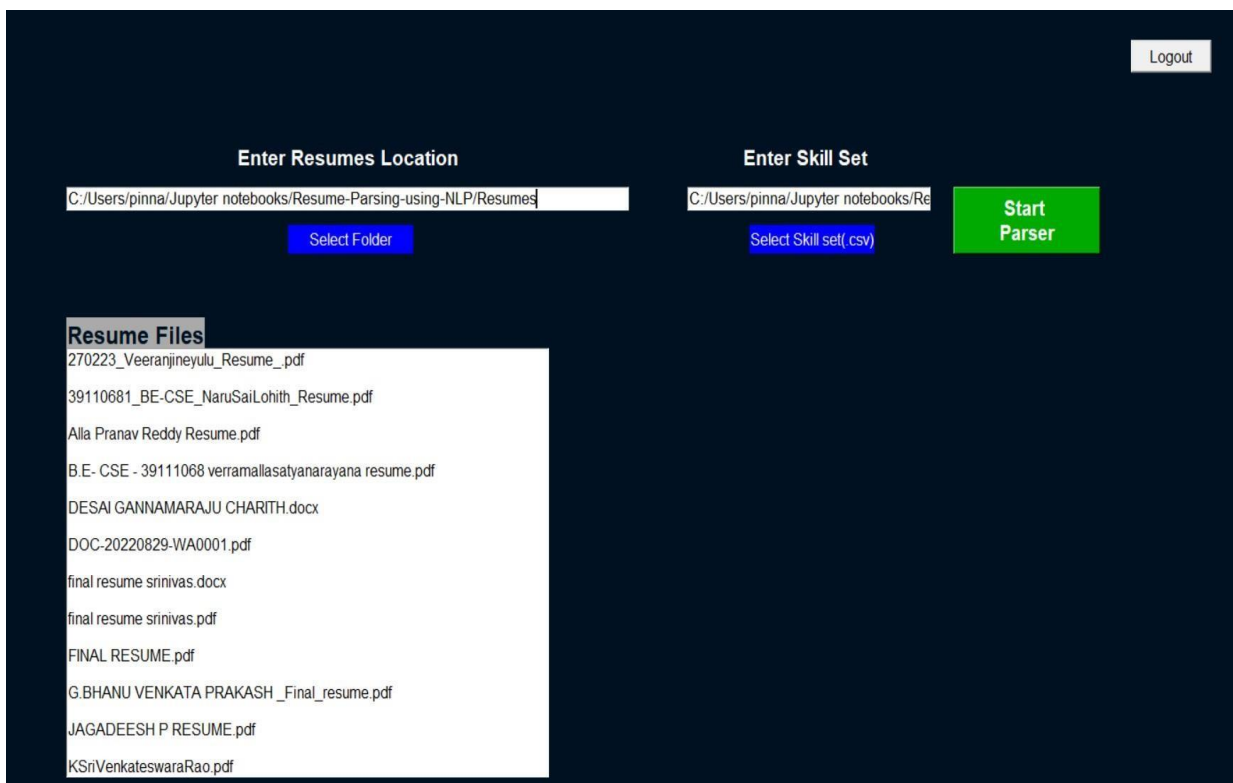 Logout
Enter Resumes Location
Enter Skill Set
C:/Users/pinna/Jupyter notebooks/Resume-Parsing-using-NLP/Resumes
C:/Users/pinna/Jupyter notebooks/Re
Start
Parser
Select Folder
Select Skill set(.csv)
Resume Files
270223_Veeranjineyulu_Resume_.pdf
39110681_BE-CSE_NaruSaiLohith_Resume.pdf
Alla Pranav Reddy Resume.pdf
B.E- CSE - 39111068 verramallasatyanarayana resume.pdf
DESAI GANNAMARAJU CHARITH.docx
DOC-20220829-WA0001.pdf
final resume srinivas.docx
final resume srinivas.pdf
FINAL RESUME.pdf
G.BHANU VENKATA PRAKASH _Final_resume.pdf
JAGADEESH P RESUME.pdf
KSriVenkateswaraRao.pdf